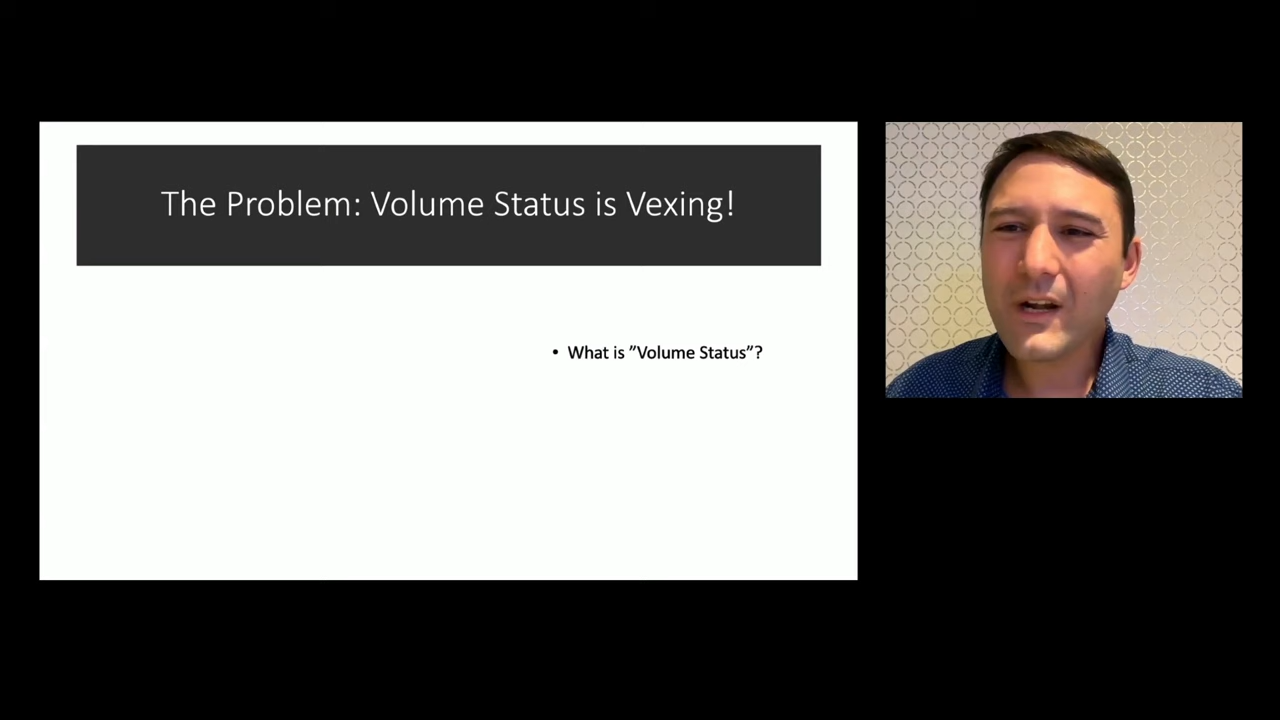 The Problem: Volume Status is Vexing!
• What is ”Volume Status”?